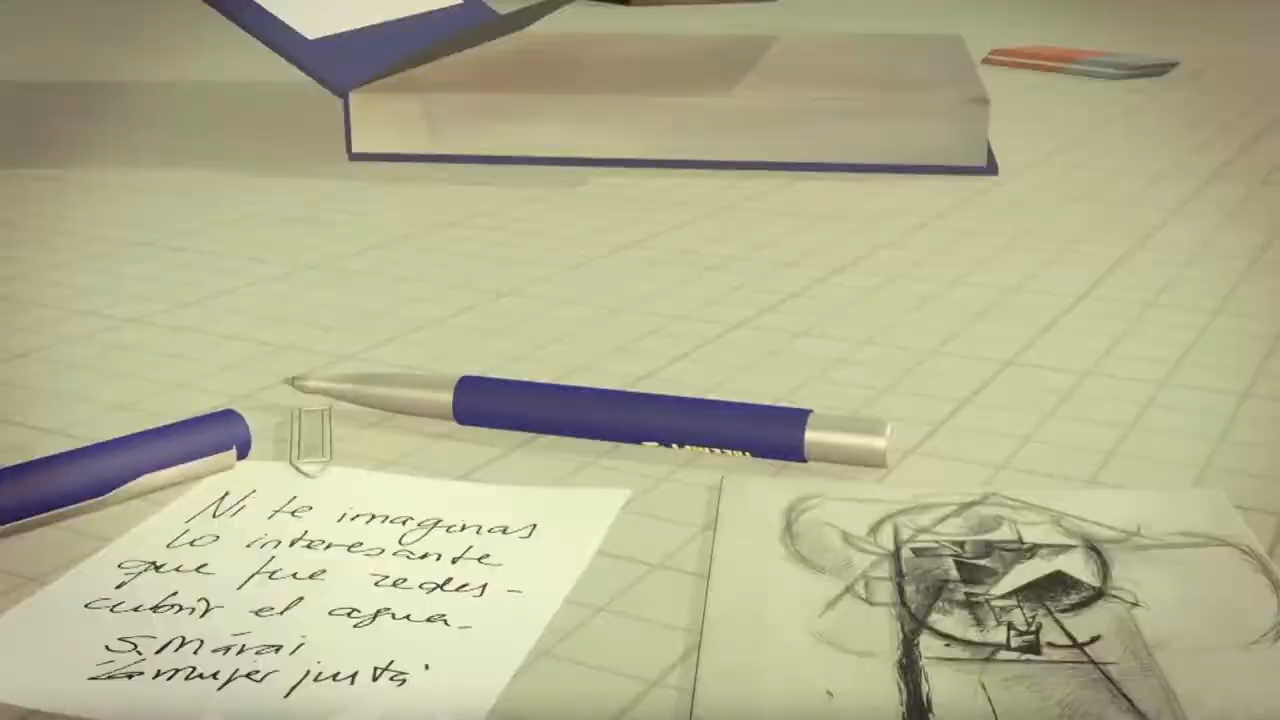 Ni te imaginas
lo interesante
que fue redes-
cubrir el agua.
S. Márai
"La mujer justa"